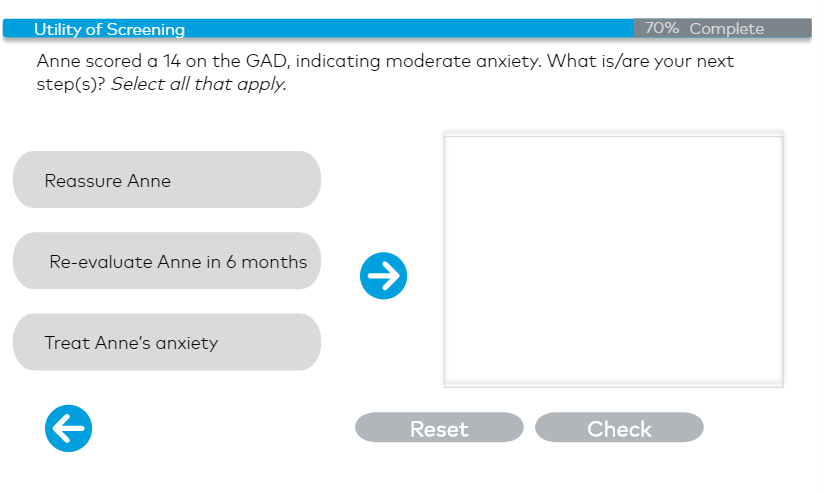 Utility of Screening
70% Complete
Anne scored a 14 on the GAD, indicating moderate anxiety. What is/are your next
step(s)? Select all that apply.
Reassure Anne
Re-evaluate Anne in 6 months
Treat Anne's anxiety
Reset
Check